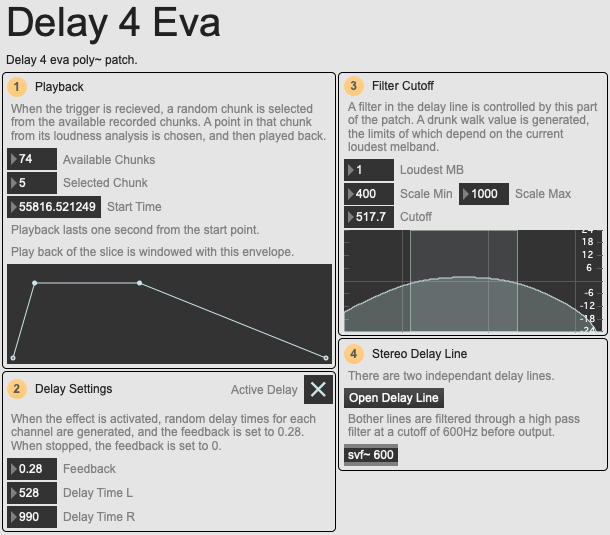 Delay 4 Eva
Delay 4 eva poly~ patch.
1 Playback
When the trigger is recieved, a random chunk is selected
from the available recorded chunks. A point in that chunk
from its loudness analysis is chosen, and then played back.
74 Available Chunks
5 Selected Chunk
55816.521249 Start Time
Playback lasts one second from the start point.
Play back of the slice is windowed with this envelope.
2 Delay Settings Active Delay
When the effect is activated, random delay times for each
channel are generated, and the feedback is set to 0.28.
When stopped, the feedback is set to 0.
0.28 Feedback
528 Delay Time L
990 Delay Time R
3 Filter Cutoff
A filter in the delay line is controlled by this part
of the patch. A drunk walk value is generated,
the limits of which depend on the current
loudest melband.
1 Loudest MB
400 Scale Min 1000 Scale Max
517.7 Cutoff
24
18
12
6
-6
-12
-18
-24
4 Stereo Delay Line
There are two independant delay lines.
Open Delay Line
Bother lines are filtered through a high pass
filter at a cutoff of 600Hz before output.
svf~ 600